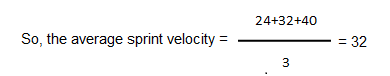 24+32+40
So, the average sprint velocity = = 32
3